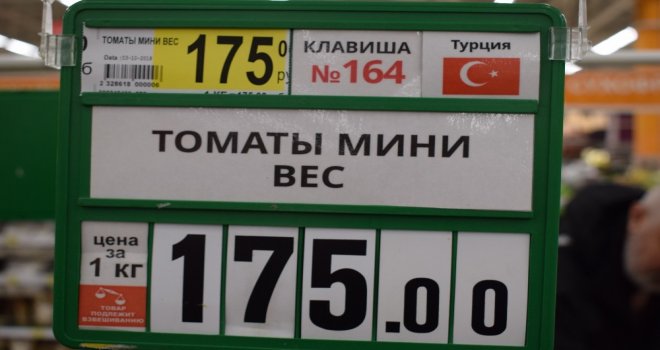 ТОМАТЫ МИНИ ВЕС
175
КЛАВИША
№164
Турция
ТОМАТЫ МИНИ
ВЕС
цена
за
1 кг
ТОВАР
ПОДЛЕЖИТ
ВЗВЕШИВАНИЮ
175.00